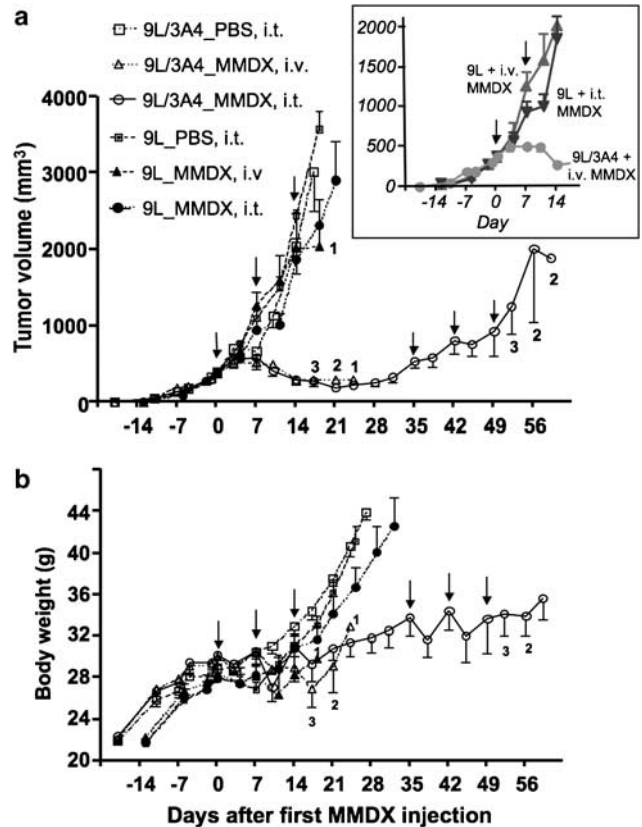 a
9L/3A4_PBS, i.t.
9L/3A4_MMDX, i.v.
9L/3A4_MMDX, i.t.
9L_PBS, i.t.
9L_MMDX, i.v
9L_MMDX, i.t.
2000
1500
1000
500
0
9L + i.v.
MMDX
9L + i.t.
MMDX
9L/3A4 +
i.v. MMDX
-14 -7 0 7 14
Day
Tumor volume (mm³)
4000
3000
2000
1000
0
1
3 2 1
3
2
2
-14 -7 0 7 14 21 28 35 42 49 56
b
Body weight (g)
44
40
36
32
28
24
20
1
1
3
2
3 2
-14 -7 0 7 14 21 28 35 42 49 56
Days after first MMDX injection